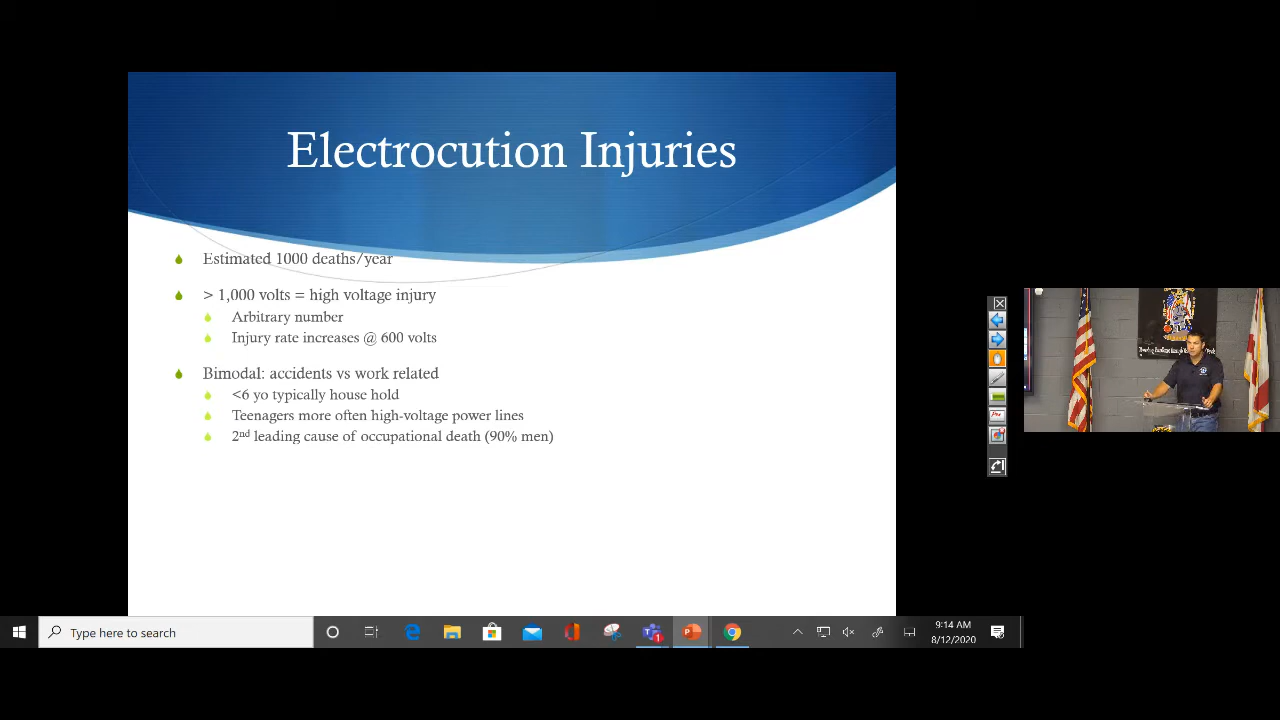 Electrocution Injuries
Estimated 1000 deaths/year
> 1,000 volts = high voltage injury
Arbitrary number
Injury rate increases @ 600 volts
Bimodal: accidents vs work related
<6 yo typically house hold
Teenagers more often high-voltage power lines
2nd leading cause of occupational death (90% men)
Type here to search
9:14 AM
8/12/2020